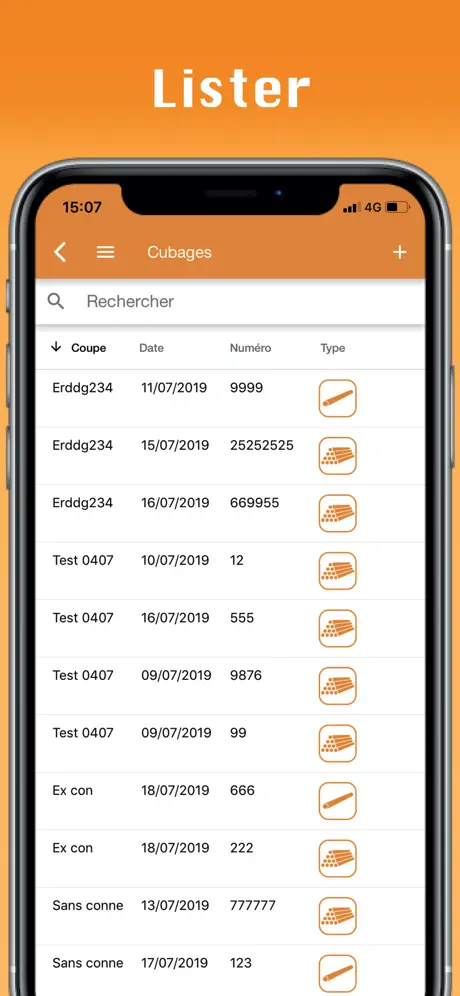 Lister
15:07 4G
Cubages
Rechercher
Coupe Date Numéro Type
Erddg234 11/07/2019 9999
Erddg234 15/07/2019 25252525
Erddg234 16/07/2019 669955
Test 0407 10/07/2019 12
Test 0407 16/07/2019 555
Test 0407 09/07/2019 9876
Test 0407 09/07/2019 99
Ex con 18/07/2019 666
Ex con 18/07/2019 222
Sans conne 13/07/2019 777777
Sans conne 17/07/2019 123